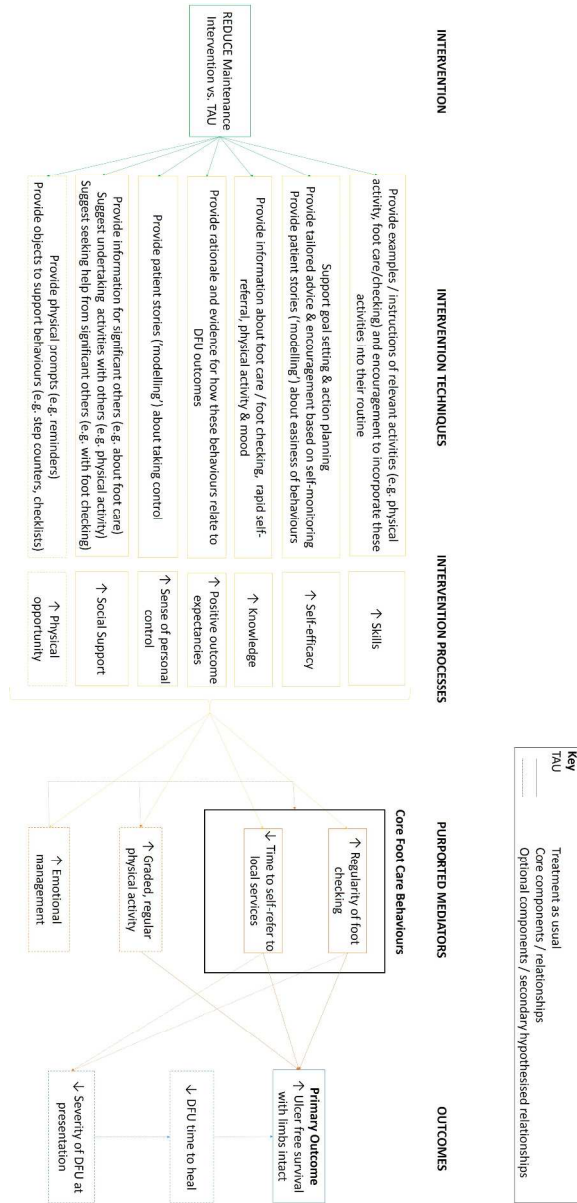 Key
TAU Treatment as usual
Core components / relationships
Optional components / secondary hypothesised relationships
INTERVENTION
INTERVENTION TECHNIQUES
INTERVENTION PROCESSES
PURPORTED MEDIATORS
OUTCOMES
REDUCE Maintenance
Intervention vs. TAU
Provide examples / instructions of relevant activities (e.g. physical
activity, foot care/checking) and encouragement to incorporate these
activities into their routine
↑ Skills
Support goal setting & action planning
Provide tailored advice & encouragement based on self-monitoring
Provide patient stories ('modelling') about easiness of behaviours
↑ Self-efficacy
Provide information about foot care / foot checking, rapid self-
referral, physical activity & mood
↑ Knowledge
Provide rationale and evidence for how these behaviours relate to
DFU outcomes
↑ Positive outcome
expectancies
Provide patient stories ('modelling') about taking control
↑ Sense of personal
control
Provide information for significant others (e.g. about foot care)
Suggest undertaking activities with others (e.g. physical activity)
Suggest seeking help from significant others (e.g. with foot checking)
↑ Social Support
Provide physical prompts (e.g. reminders)
Provide objects to support behaviours (e.g. step counters, checklists)
↑ Physical
opportunity
Core Foot Care Behaviours
↑ Regularity of foot
checking
↓ Time to self-refer to
local services
↑ Graded, regular
physical activity
↑ Emotional
management
Primary Outcome
↑ Ulcer free survival
with limbs intact
↓ DFU time to heal
↓ Severity of DFU at
presentation